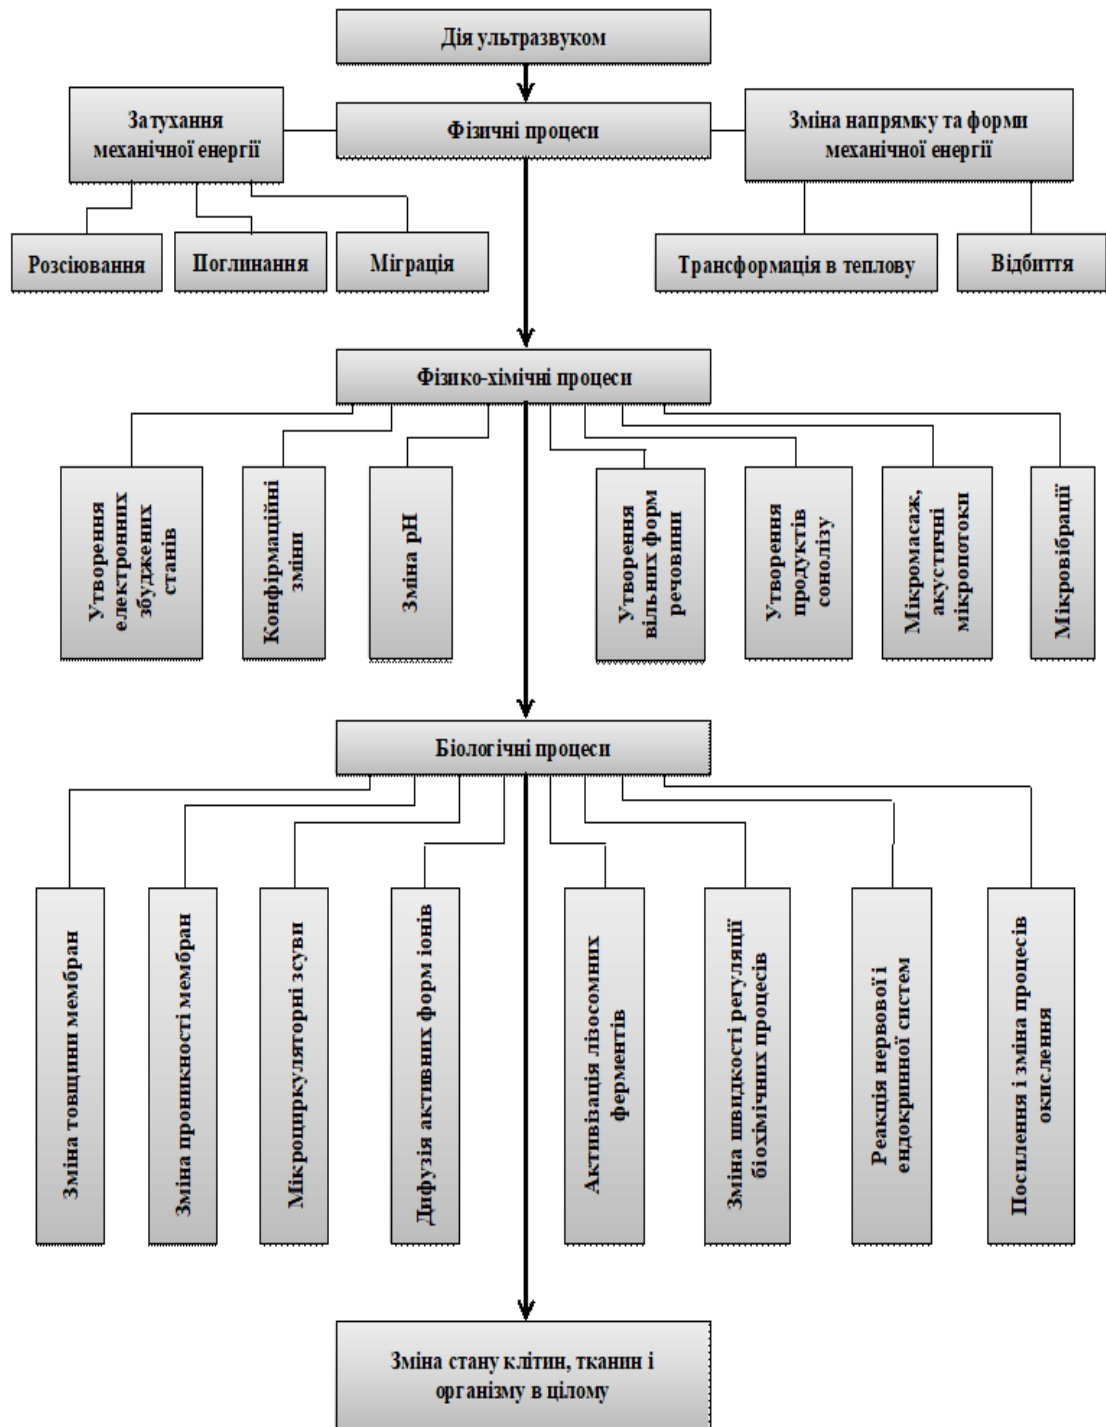 Дія ультразвуком
Затухання
механічної енергії
Фізичні процеси
Зміна напрямку та форми
механічної енергії
Розсіювання
Поглинання
Міграція
Трансформація в теплову
Відбиття
Фізико-хімічні процеси
Утворення
електронних
збуджених
станів
Конфірмаційні
зміни
Зміна pH
Утворення
вільних форм
речовини
Утворення
продуктів
сонолізу
Мікромасаж,
акустичні
мікропотоки
Мікровібрації
Біологічні процеси
Зміна товщини мембран
Зміна проникності мембран
Мікроциркуляторні зсуви
Дифузія активних форм іонів
Активізація лізосомних
ферментів
Зміна швидкості регуляції
біохімічних процесів
Реакція нервової і
ендокринної систем
Посилення і зміна процесів
окислення
Зміна стану клітин, тканин і
організму в цілому